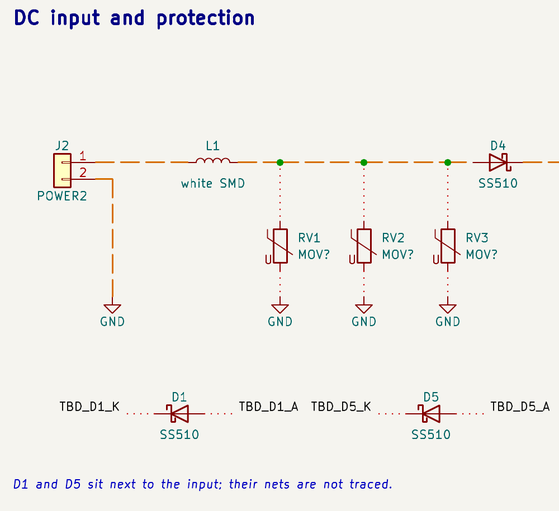 DC input and protection
J2
1
2
POWER2
L1
white SMD
D4
SS510
RV1
MOV?
U
RV2
MOV?
U
RV3
MOV?
U
GND
GND
GND
GND
TBD_D1_K
D1
SS510
TBD_D1_A
TBD_D5_K
D5
SS510
TBD_D5_A
D1 and D5 sit next to the input; their nets are not traced.